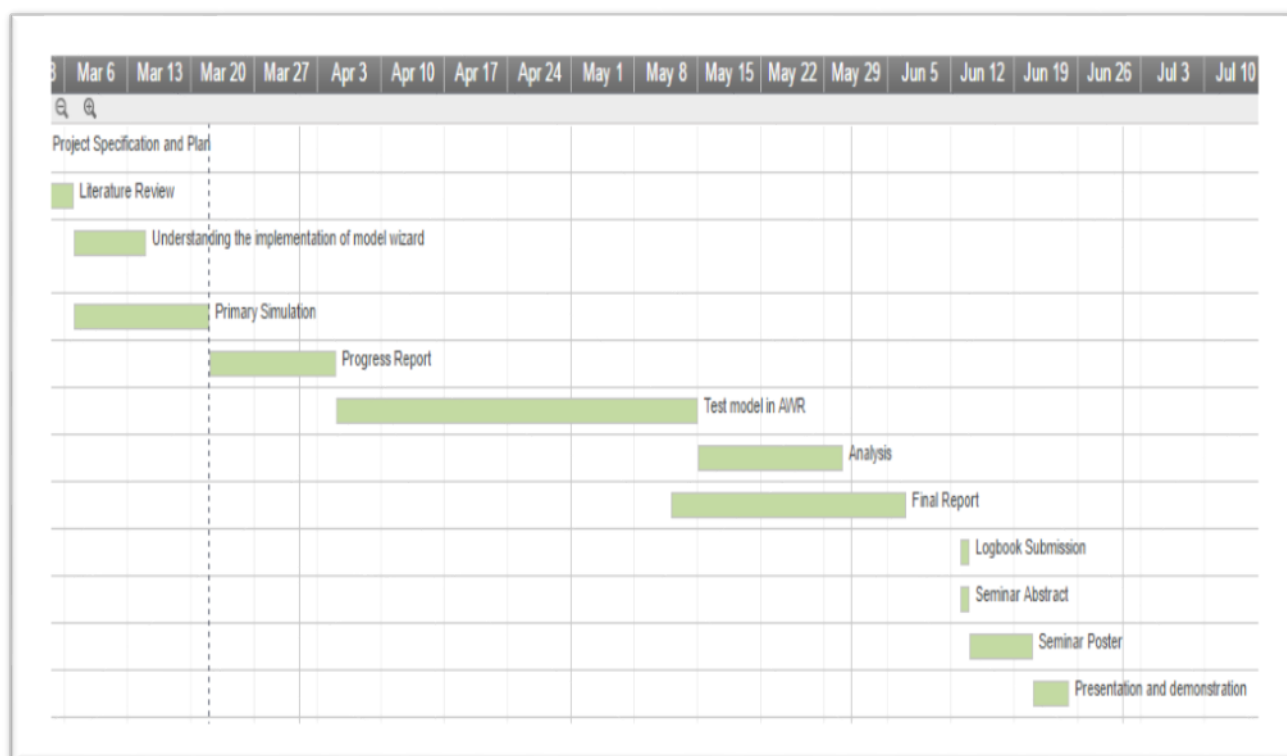 Mar 6 Mar 13 Mar 20 Mar 27 Apr 3 Apr 10 Apr 17 Apr 24 May 1 May 8 May 15 May 22 May 29 Jun 5 Jun 12 Jun 19 Jun 26 Jul 3 Jul 10
Project Specification and Plan
Literature Review
Understanding the implementation of model wizard
Primary Simulation
Progress Report
Test model in AWR
Analysis
Final Report
Logbook Submission
Seminar Abstract
Seminar Poster
Presentation and demonstration